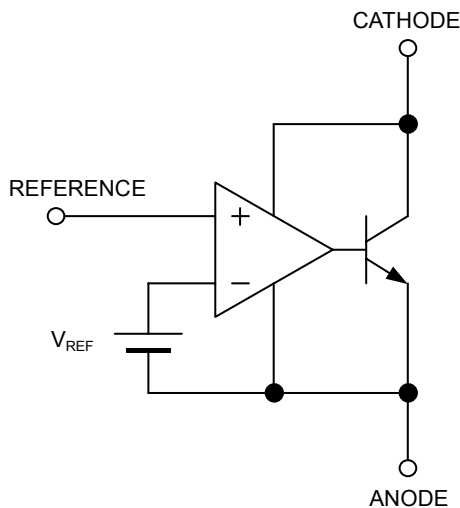 CATHODE
REFERENCE
+
−
VREF
ANODE